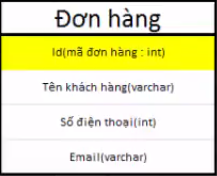 Đơn hàng
Id(mã đơn hàng : int)
Tên khách hàng(varchar)
Số điện thoại(int)
Email(varchar)